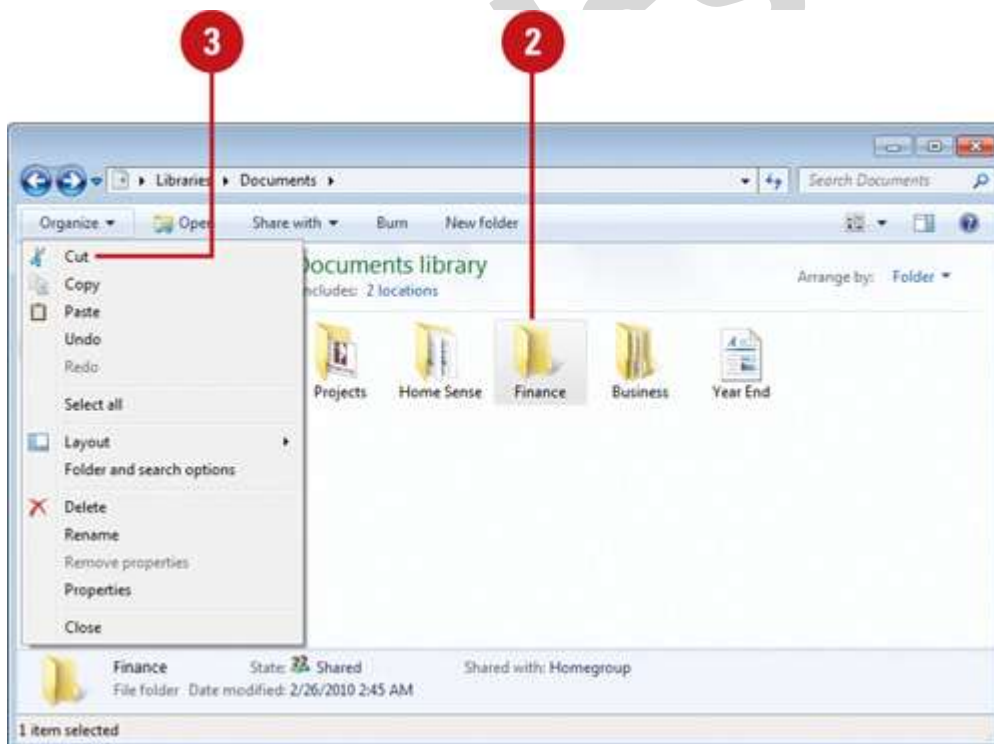 3 2
Libraries Documents Search Documents
Organize Open Share with Burn New folder
Cut
Copy
Paste
Undo
Redo
Select all
Layout
Folder and search options
Delete
Rename
Remove properties
Properties
Close
Documents library
Includes: 2 locations
Arrange by: Folder
Projects Home Sense Finance Business Year End
Finance State: Shared Shared with: Homegroup
File folder Date modified: 2/26/2010 2:45 AM
1 item selected